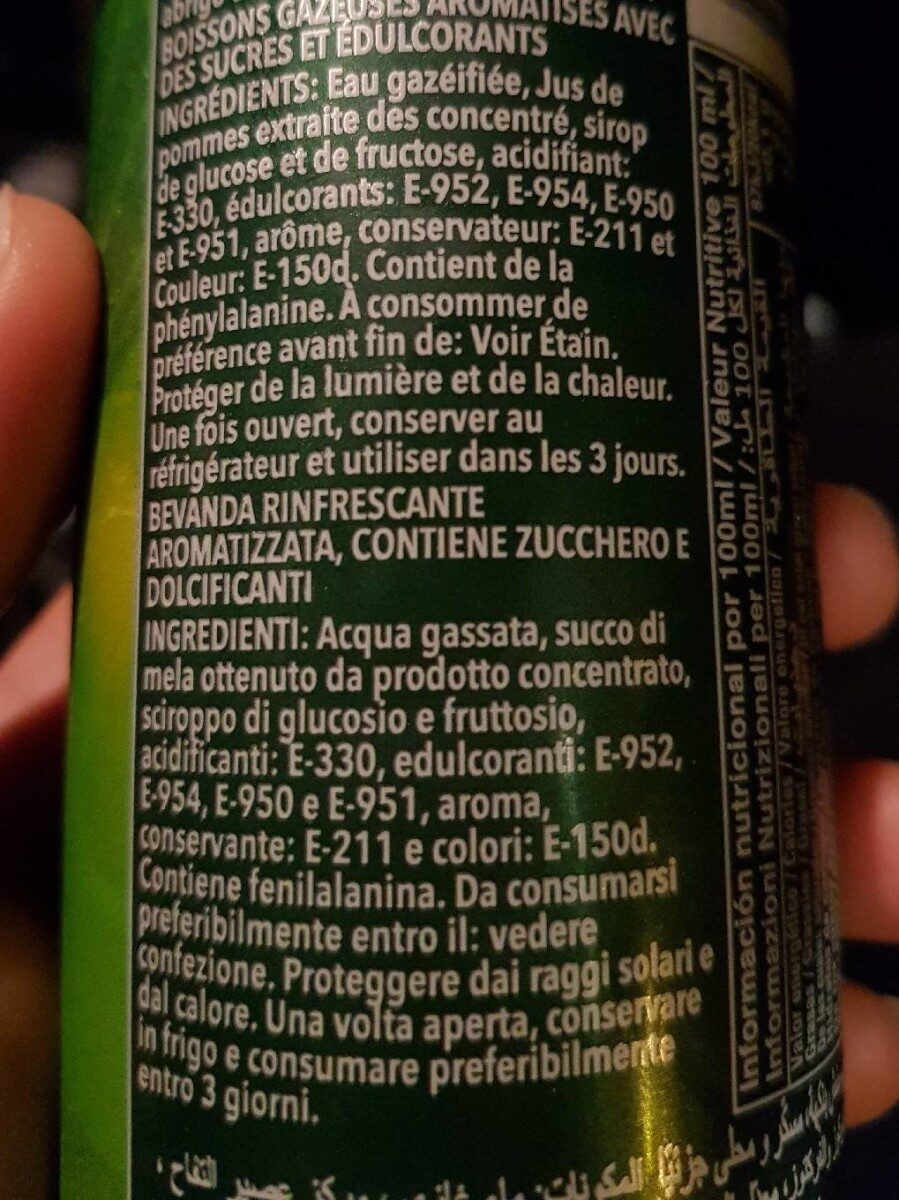 BOISSONS GAZEUSES AROMATISÉS AVEC
DES SUCRES ET ÉDULCORANTS
INGRÉDIENTS: Eau gazéifiée, Jus de
pommes extraite des concentré, sirop
de glucose et de fructose, acidifiant:
E-330, édulcorants: E-952, E-954, E-950
et E-951, arôme, conservateur: E-211 et
Couleur: E-150d. Contient de la
phénylalanine. À consommer de
préférence avant fin de: Voir Étain.
Protéger de la lumière et de la chaleur.
Une fois ouvert, conserver au
réfrigérateur et utiliser dans les 3 jours.
BEVANDA RINFRESCANTE
AROMATIZZATA, CONTIENE ZUCCHERO E
DOLCIFICANTI
INGREDIENTI: Acqua gassata, succo di
mela ottenuto da prodotto concentrato,
sciroppo di glucosio e fruttosio,
acidificanti: E-330, edulcoranti: E-952,
E-954, E-950 e E-951, aroma,
conservante: E-211 e colori: E-150d.
Contiene fenilalanina. Da consumarsi
preferibilmente entro il: vedere
confezione. Proteggere dai raggi solari e
dal calore. Una volta aperta, conservare
in frigo e consumare preferibilmente
entro 3 giorni.
Información nutricional por 100ml / Valeur Nutritive 100 ml /
Informazioni Nutrizionali per 100ml /
Valor energético / Calories / Valore energetico /